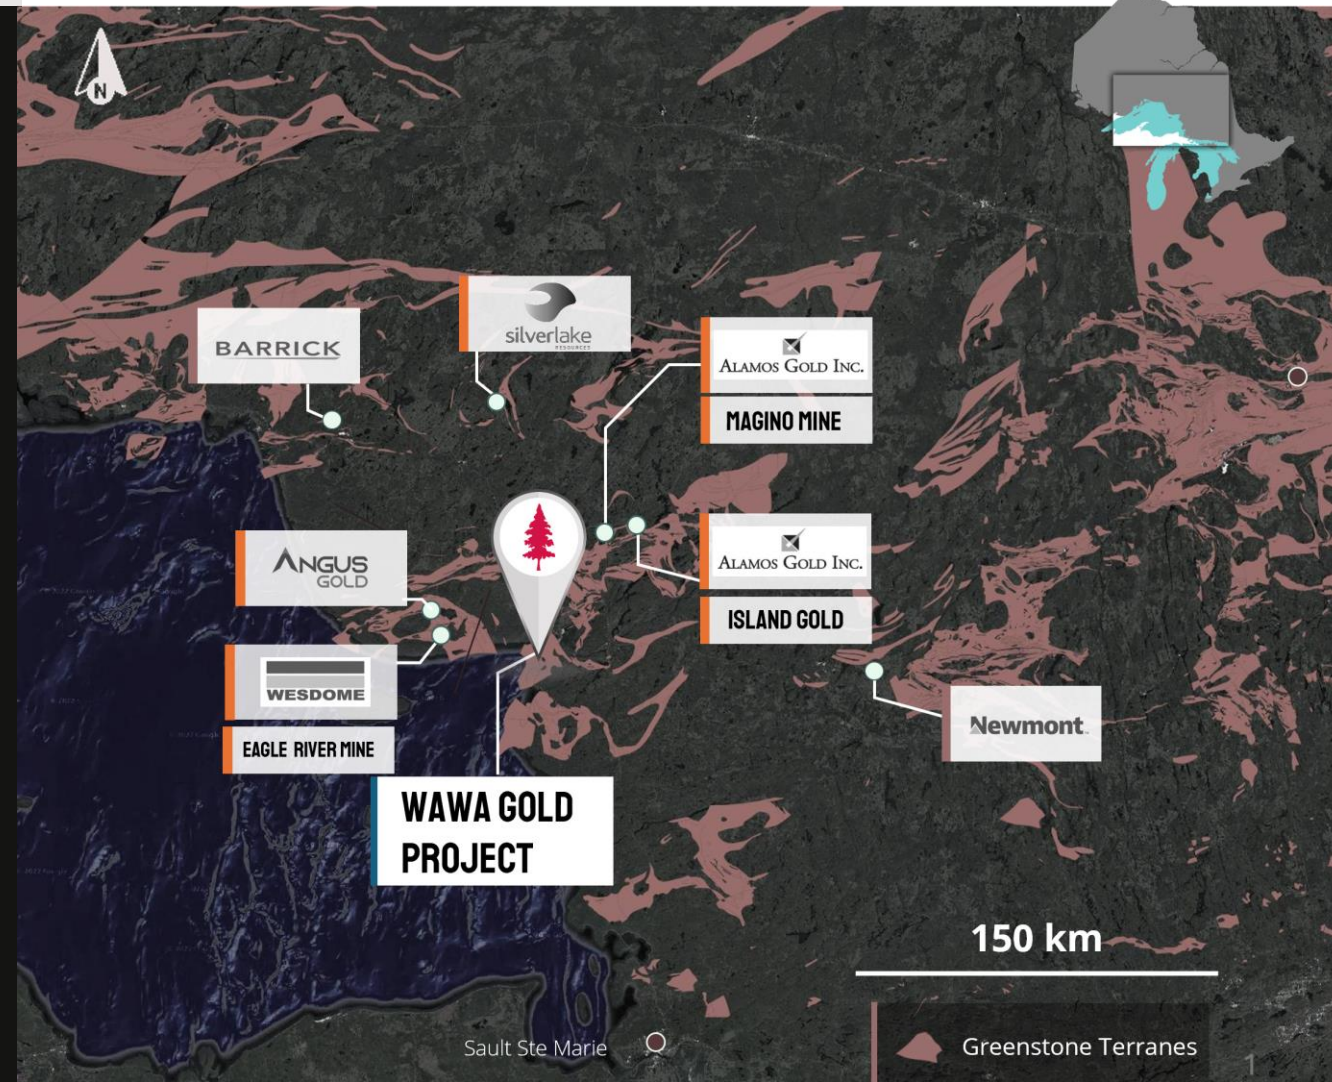 N
BARRICK
silverlake
RESOURCES
ALAMOS GOLD INC.
MAGINO MINE
ANGUS
GOLD
ALAMOS GOLD INC.
ISLAND GOLD
WESDOME
EAGLE RIVER MINE
Newmont
WAWA GOLD
PROJECT
150 km
Sault Ste Marie
Greenstone Terranes
1